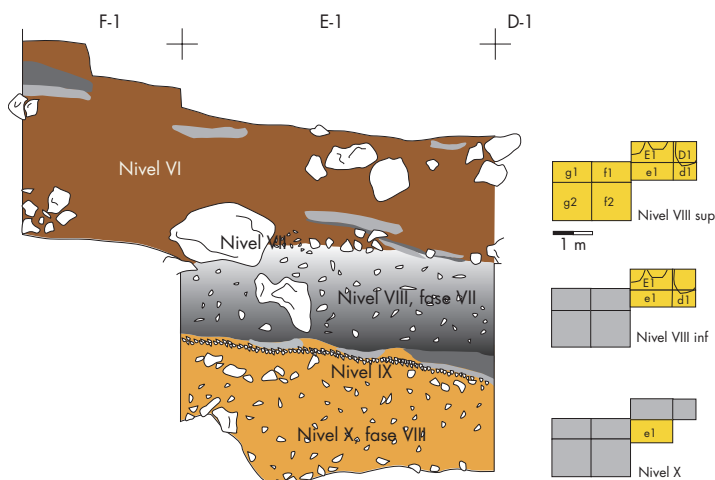 F-1 E-1 D-1
Nivel VI
Nivel VII
Nivel VIII, fase VII
Nivel IX
Nivel X, fase VIII
E1 D1
g1 f1 e1 d1
g2 f2
Nivel VIII sup
1 m
E1
e1 d1
Nivel VIII inf
e1
Nivel X